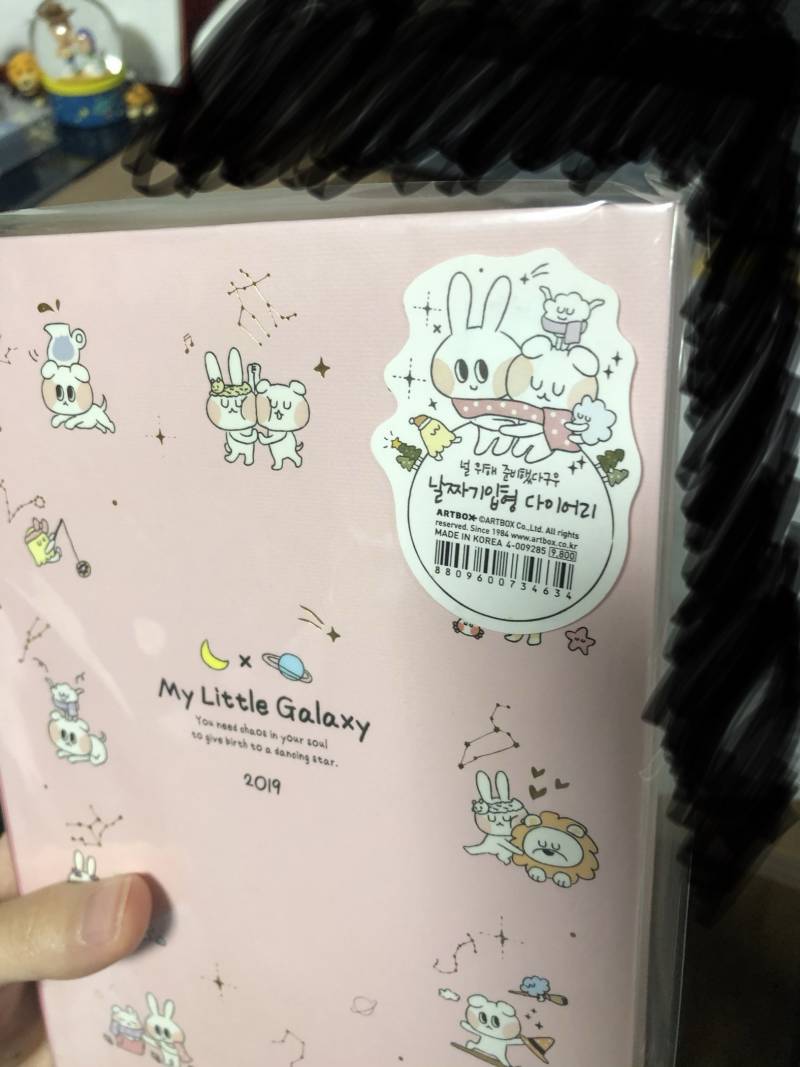 널 위해 준비했다구우
날짜기입형 다이어리
ARTBOX ©ARTBOX Co.,Ltd. All rights
reserved. Since 1984 www.artbox.co.kr
MADE IN KOREA 4-009285 9,800
8809600734634
My Little Galaxy
You need chaos in your soul
to give birth to a dancing star.
2019